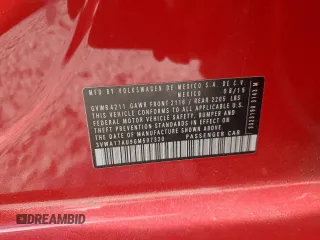 MFD BY VOLKSWAGEN DE MEXICO S.A. DE C.V.
MEXICO
GVWR 4211 GAWR FRONT 2116 / REAR 2205 LBS
THIS VEHICLE CONFORMS TO ALL APPLICABLE
FEDERAL MOTOR VEHICLE SAFETY, BUMPER AND
THEFT PREVENTION STANDARDS IN EFFECT ON
THE DATE OF MANUFACTURE SHOWN ABOVE
PASSENGER CAR
DREAMBID